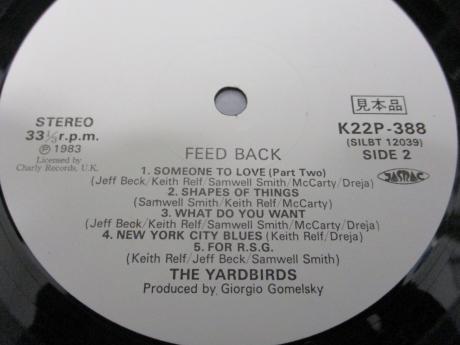 STEREO
33⅓r.p.m.
Ⓟ1983
Licensed by
Charly Records, U.K.
見本品
K22P-388
(SILBT 12039)
SIDE 2
JASRAC
FEED BACK
1. SOMEONE TO LOVE (Part Two)
(Jeff Beck/Keith Relf/Samwell Smith/McCarty/Dreja)
2. SHAPES OF THINGS
(Samwell Smith/Keith Relf/McCarty)
3. WHAT DO YOU WANT
(Jeff Beck/Keith Relf/Samwell Smith/McCarty/Dreja)
4. NEW YORK CITY BLUES (Keith Relf/Dreja)
5. FOR R.S.G.
(Keith Relf/Jeff Beck/Samwell Smith)
THE YARDBIRDS
Produced by Giorgio Gomelsky